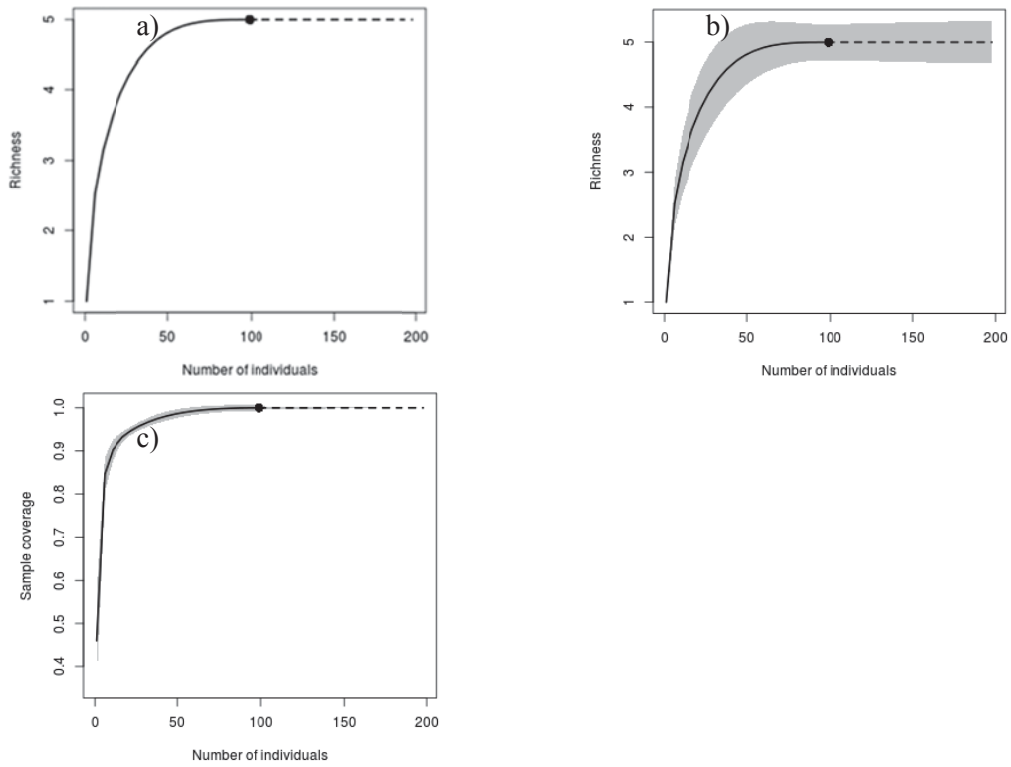 a)
5
4
3
2
1
Richness
0 50 100 150 200
Number of individuals
b)
5
4
3
2
1
Richness
0 50 100 150 200
Number of individuals
c)
1.0
0.9
0.8
0.7
0.6
0.5
0.4
Sample coverage
0 50 100 150 200
Number of individuals